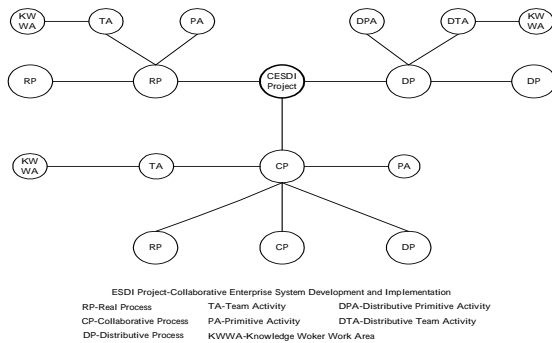 KW
WA
TA
PA
DPA
DTA
KW
WA
RP
RP
CESDI
Project
DP
DP
KW
WA
TA
CP
PA
RP
CP
DP
ESDI Project-Collaborative Enterprise System Development and Implementation
RP-Real Process TA-Team Activity DPA-Distributive Primitive Activity
CP-Collaborative Process PA-Primitive Activity DTA-Distributive Team Activity
DP-Distributive Process KWWA-Knowledge Woker Work Area